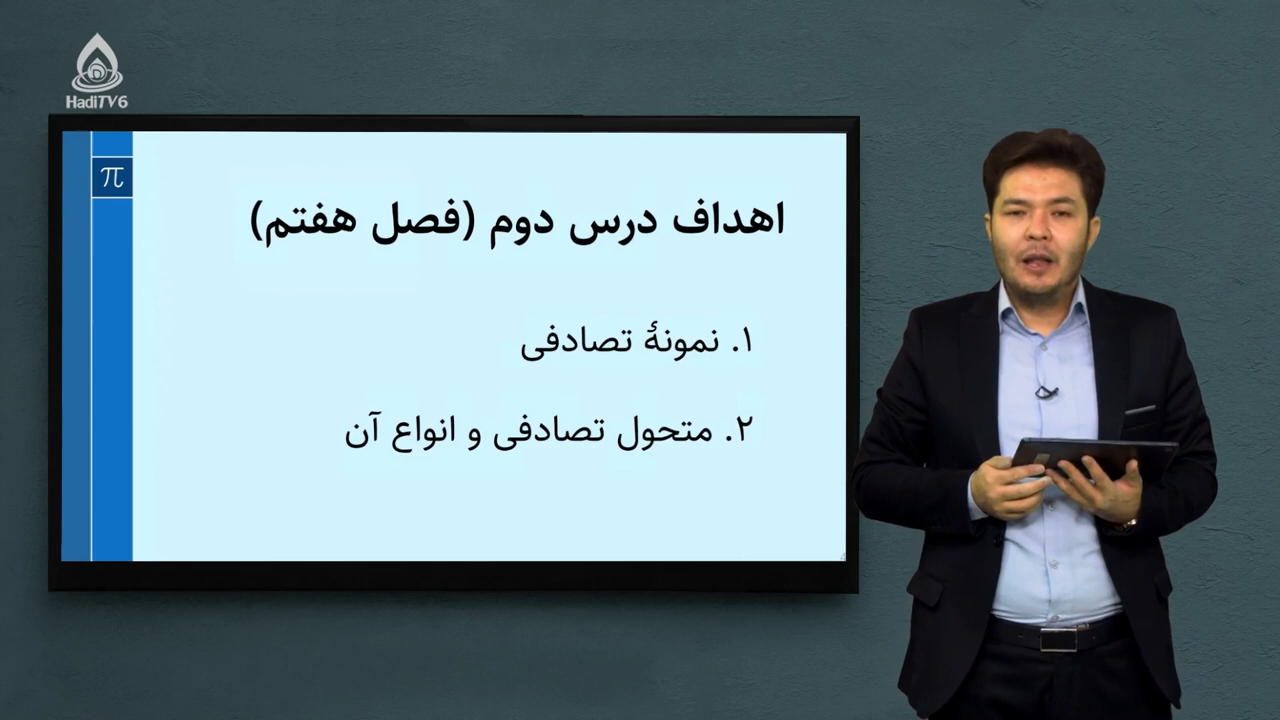 HadiTV6
π
اهداف درس دوم (فصل هفتم)
۱. نمونهٔ تصادفی
۲. متحول تصادفی و انواع آن